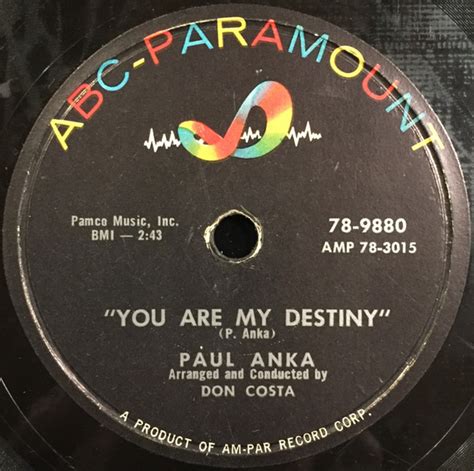 ABC-PARAMOUNT
Pamco Music, Inc.
BMI — 2:43
78-9880
AMP 78-3015
"YOU ARE MY DESTINY"
(P. Anka)
PAUL ANKA
Arranged and Conducted by
DON COSTA
A PRODUCT OF AM-PAR RECORD CORP.